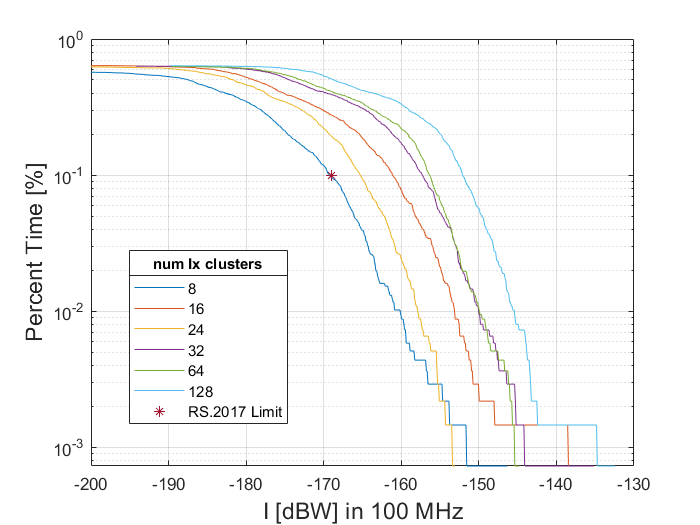 10^0
10^-1
10^-2
10^-3
Percent Time [%]
num Ix clusters
8
16
24
32
64
128
RS.2017 Limit
-200 -190 -180 -170 -160 -150 -140 -130
I [dBW] in 100 MHz